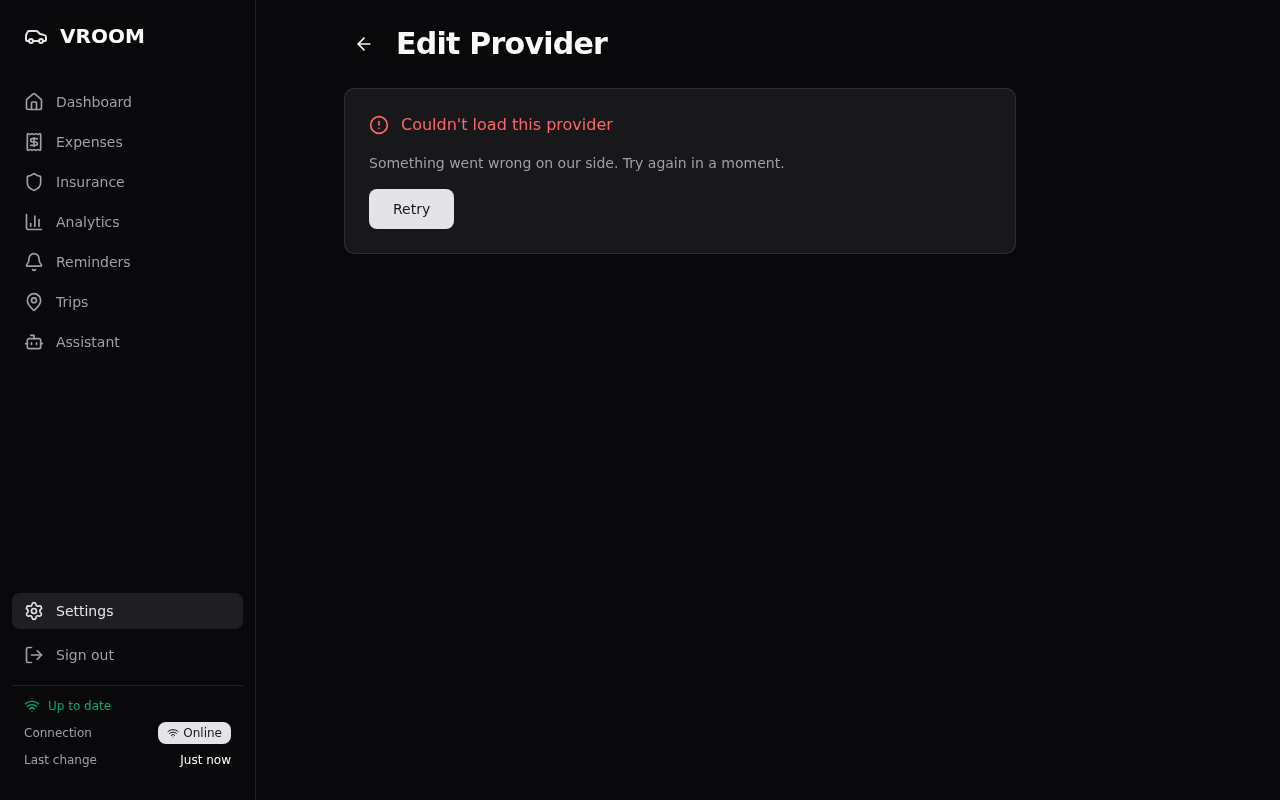 VROOM
Dashboard
Expenses
Insurance
Analytics
Reminders
Trips
Assistant
Settings
Sign out
Up to date
Connection Online
Last change Just now
Edit Provider
Couldn't load this provider
Something went wrong on our side. Try again in a moment.
Retry